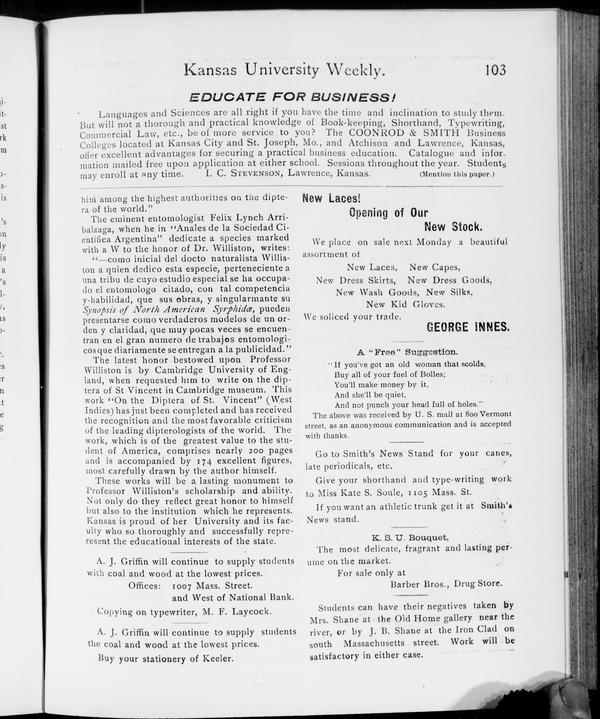 Kansas University Weekly. 103
EDUCATE FOR BUSINESS!
Languages and Sciences are all right if you have the time and inclination to study them.
But will not a thorough and practical knowledge of Book-keeping, Shorthand, Typewriting,
Commercial Law, etc., be of more service to you? The COONROD & SMITH Business
Colleges located at Kansas City and St. Joseph, Mo., and Atchison and Lawrence, Kansas,
offer excellent advantages for securing a practical business education. Catalogue and infor-
mation mailed free upon application at either school. Sessions throughout the year. Students
may enroll at any time. I. C. STEVENSON, Lawrence, Kansas. (Mention this paper.)
him among the highest authorities on the dipte-
ra of the world."
The eminent entomologist Felix Lynch Arri-
balzaga, when he in "Anales de la Sociedad Ci-
entifica Argentina" dedicate a species marked
with a W to the honor of Dr. Williston, writes:
"—como inicial del docto naturalista Willis-
ton a quien dedico esta especie, perteneciente a
una tribu de cuyo estudio especial se ha ocupa-
do el entomologo citado, con tal competencia
y-habilidad, que sus obras, y singularmante su
Synopsis of North American Syrphidæ, pueden
presentarse como verdaderos modelos de un or-
den y claridad, que muy pocas veces se encuen-
tran en el gran numero de trabajos entomologi-
cos que diariamente se entregan a la publicidad."
The latest honor bestowed upon Professor
Williston is by Cambridge University of Eng-
land, when requested him to write on the dip-
tera of St Vincent in Cambridge museum. This
work "On the Diptera of St. Vincent" (West
Indies) has just been completed and has received
the recognition and the most favorable criticism
of the leading dipterologists of the world. The
work, which is of the greatest value to the stu-
dent of America, comprises nearly 200 pages
and is accompanied by 174 excellent figures,
most carefully drawn by the author himself.
These works will be a lasting monument to
Professor Williston's scholarship and ability.
Not only do they reflect great honor to himself
but also to the institution which he represents.
Kansas is proud of her University and its fac-
ulty who so thoroughly and successfully repre-
resent the educational interests of the state.
A. J. Griffin will continue to supply students
with coal and wood at the lowest prices.
Offices: 1007 Mass. Street.
and West of National Bank.
Copying on typewriter, M. F. Laycock.
A. J. Griffin will continue to supply students
the coal and wood at the lowest prices.
Buy your stationery of Keeler.
New Laces!
Opening of Our
New Stock.
We place on sale next Monday a beautiful
assortment of
New Laces, New Capes,
New Dress Skirts, New Dress Goods,
New Wash Goods, New Silks,
New Kid Gloves.
We soliced your trade.
GEORGE INNES.
A "Free" Suggestion.
"If you've got an old woman that scolds,
Buy all of your fuel of Bolles;
You'll make money by it,
And she'll be quiet,
And not punch your head full of holes."
The above was received by U. S. mail at 800 Vermont
street, as an anonymous communication and is accepted
with thanks.
Go to Smith's News Stand for your canes,
late periodicals, etc.
Give your shorthand and type-writing work
to Miss Kate S. Soule, 1105 Mass. St.
If you want an athletic trunk get it at Smith's
News stand.
K. S. U. Bouquet,
The most delicate, fragrant and lasting per-
ume on the market.
For sale only at
Barber Bros., Drug Store.
Students can have their negatives taken by
Mrs. Shane at the Old Home gallery near the
river, or by J. B. Shane at the Iron Clad on
south Massachusetts street. Work will be
satisfactory in either case.